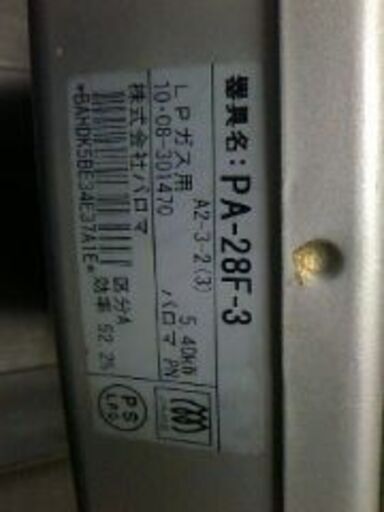 器具名：PA-28F-3
LPガス用 A2-3-2(3) 5.40kW
10・08-301470 パロマ PN
株式会社パロマ 区分A
効率 52.2%
*BAHDK5BE34E37A1E*
PS
LPG